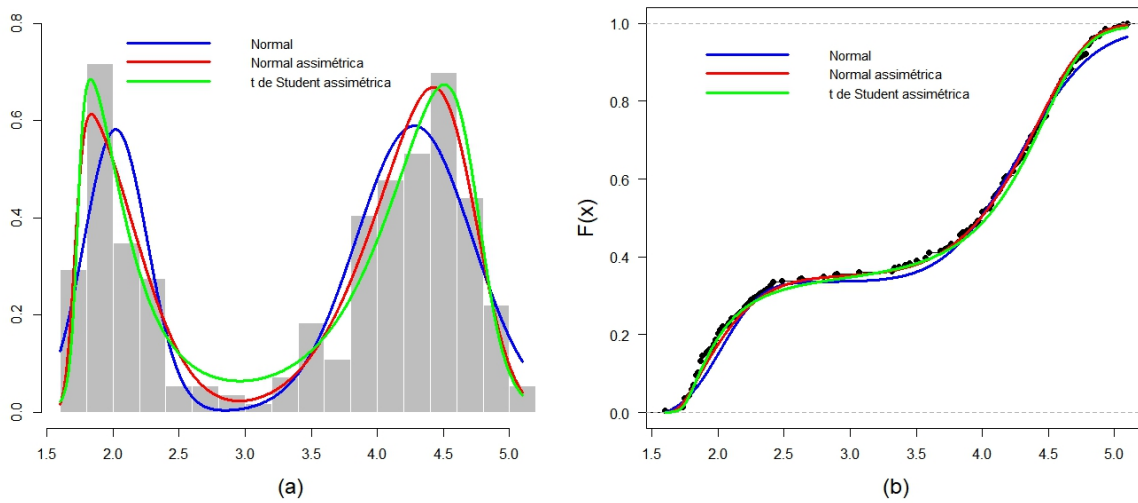 0.8
0.6
0.4
0.2
0.0
Normal
Normal assimétrica
t de Student assimétrica
1.5 2.0 2.5 3.0 3.5 4.0 4.5 5.0
(a)
F(x)
1.0
0.8
0.6
0.4
0.2
0.0
Normal
Normal assimétrica
t de Student assimétrica
1.5 2.0 2.5 3.0 3.5 4.0 4.5 5.0
(b)